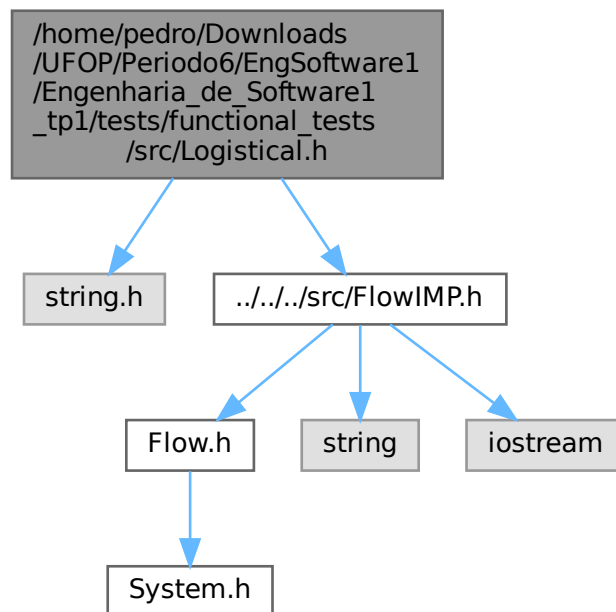 /home/pedro/Downloads
/UFOP/Periodo6/EngSoftware1
/Engenharia_de_Software1
_tp1/tests/functional_tests
/src/Logistical.h
string.h
../../../src/FlowIMP.h
Flow.h
string
iostream
System.h